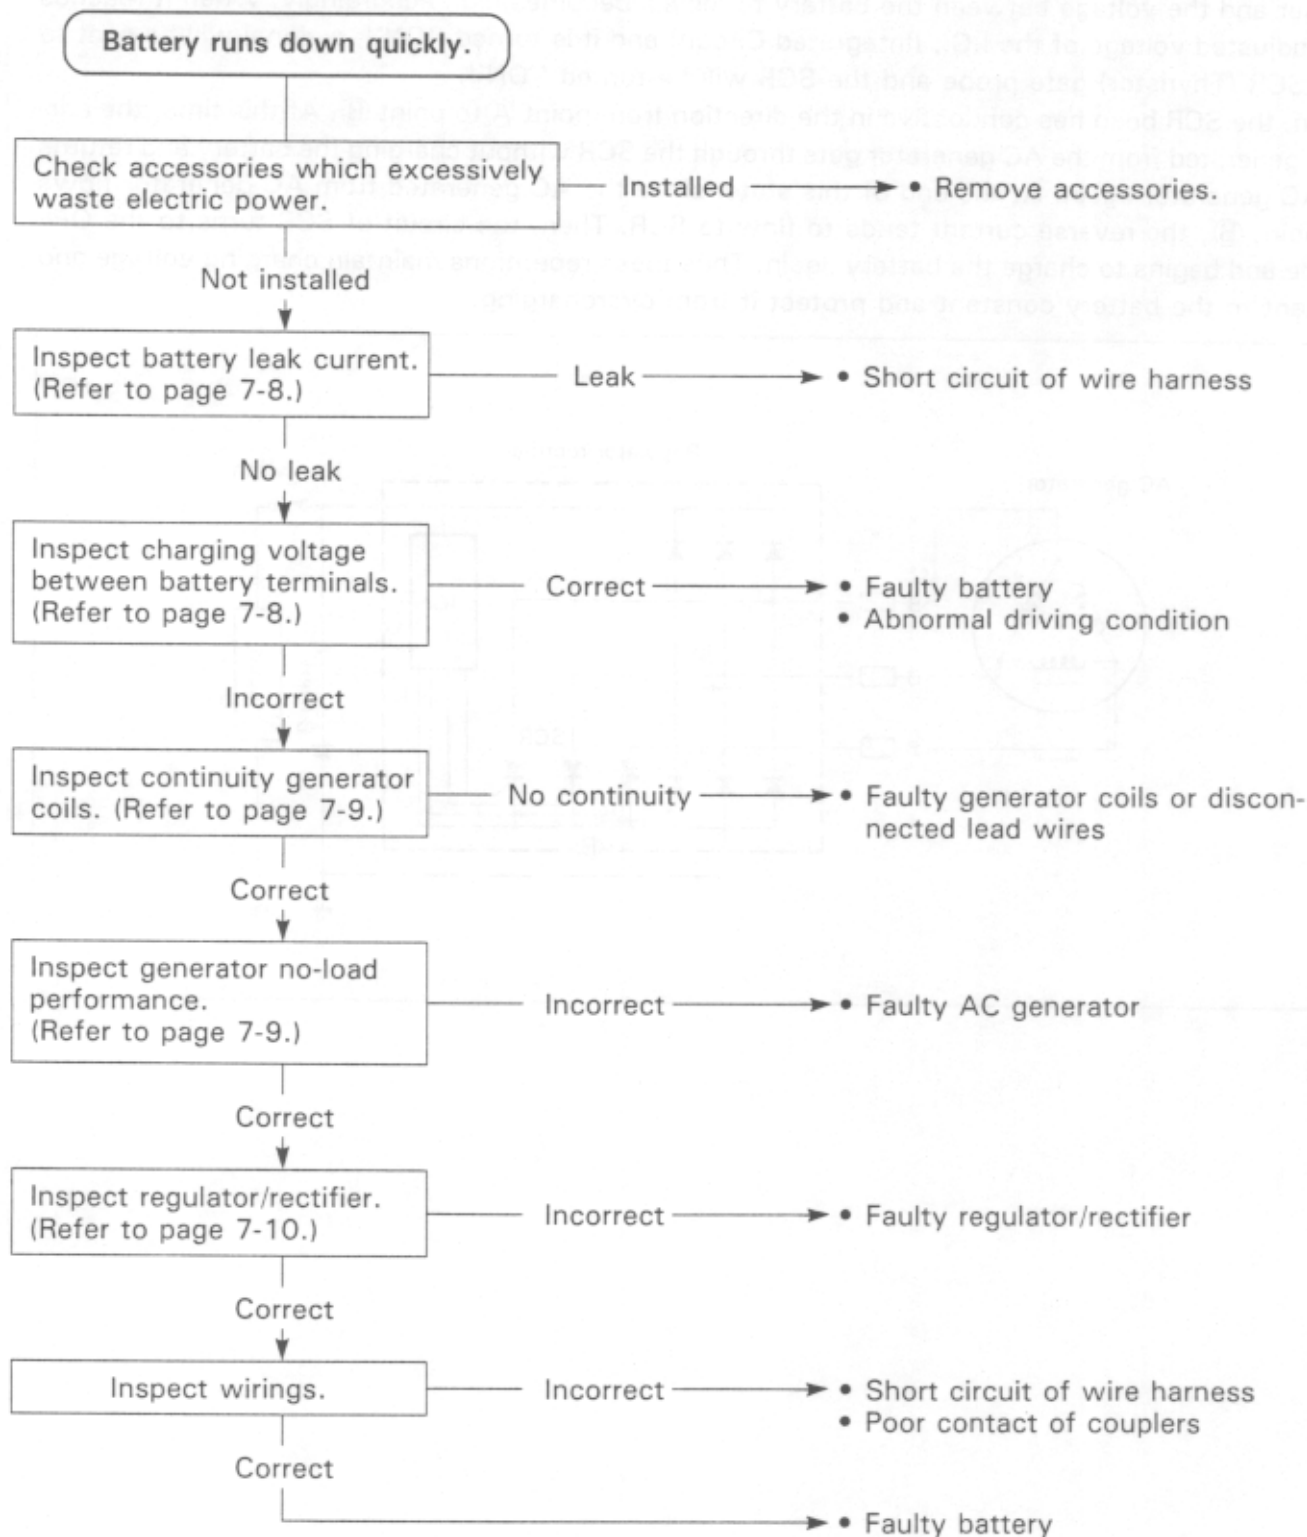 Battery runs down quickly.
Check accessories which excessively
waste electric power.
Installed
• Remove accessories.
Not installed
Inspect battery leak current.
(Refer to page 7-8.)
Leak
• Short circuit of wire harness
No leak
Inspect charging voltage
between battery terminals.
(Refer to page 7-8.)
Correct
• Faulty battery
• Abnormal driving condition
Incorrect
Inspect continuity generator
coils. (Refer to page 7-9.)
No continuity
• Faulty generator coils or discon-
nected lead wires
Correct
Inspect generator no-load
performance.
(Refer to page 7-9.)
Incorrect
• Faulty AC generator
Correct
Inspect regulator/rectifier.
(Refer to page 7-10.)
Incorrect
• Faulty regulator/rectifier
Correct
Inspect wirings.
Incorrect
• Short circuit of wire harness
• Poor contact of couplers
Correct
• Faulty battery